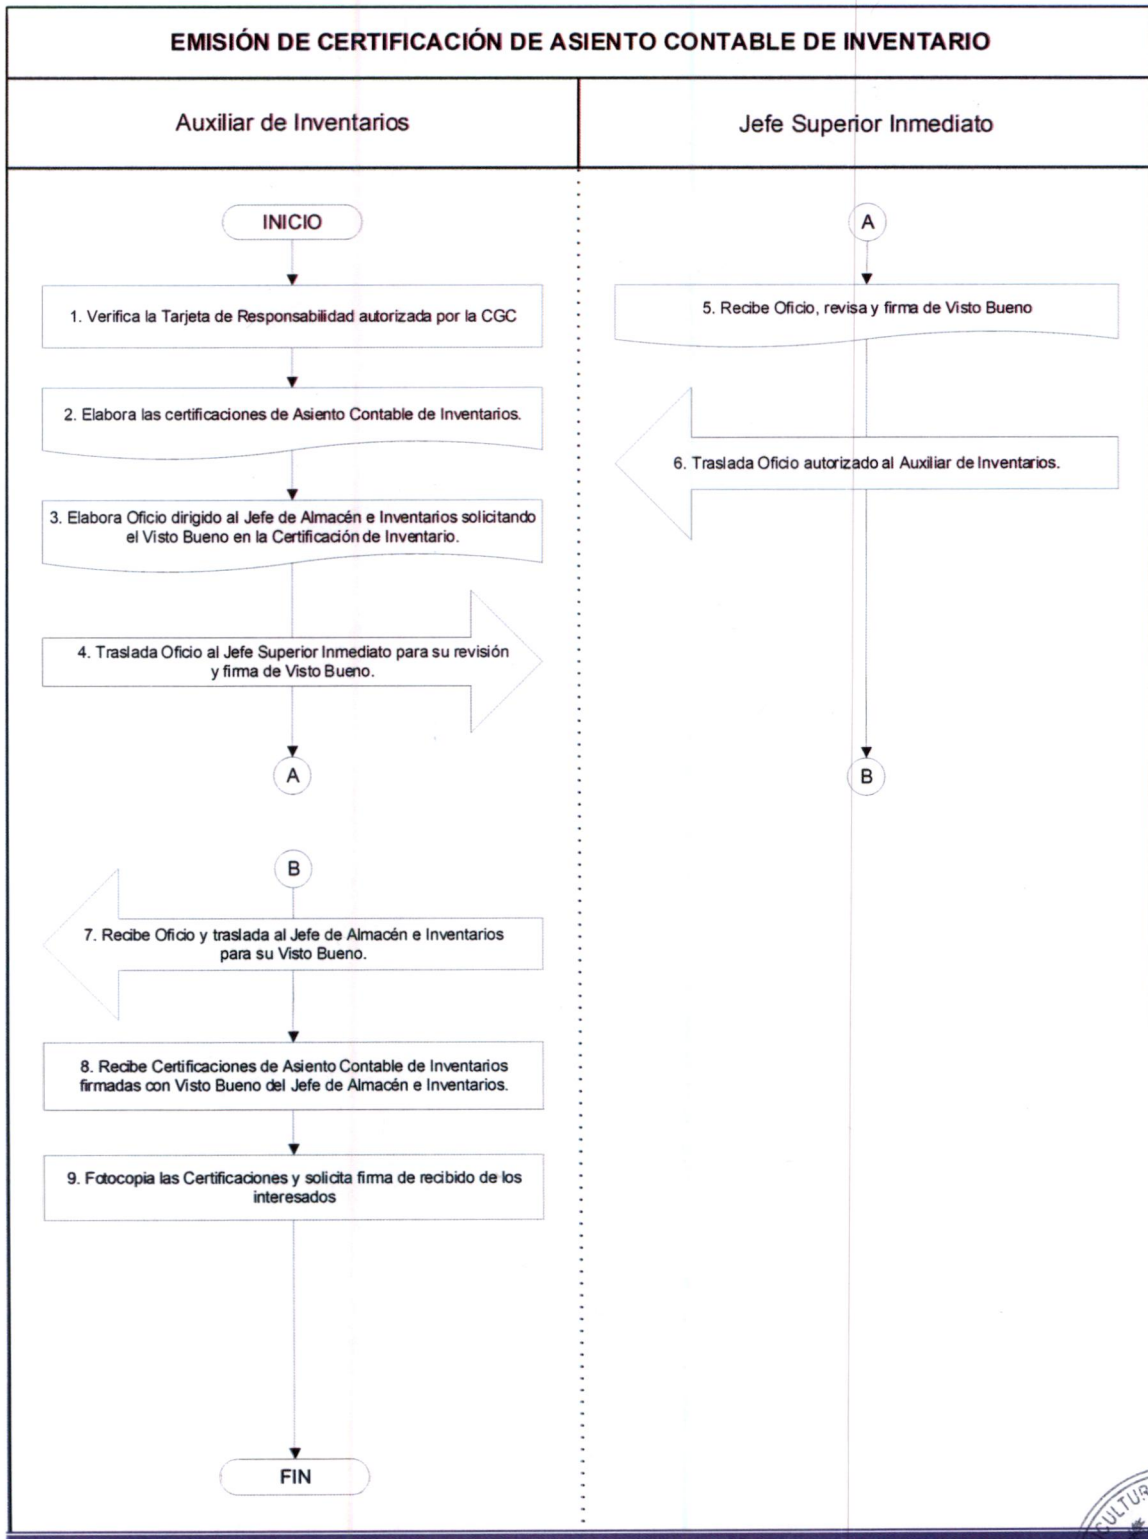 EMISIÓN DE CERTIFICACIÓN DE ASIENTO CONTABLE DE INVENTARIO
Auxiliar de Inventarios
Jefe Superior Inmediato
INICIO
1. Verifica la Tarjeta de Responsabilidad autorizada por la CGC
2. Elabora las certificaciones de Asiento Contable de Inventarios.
3. Elabora Oficio dirigido al Jefe de Almacén e Inventarios solicitando
el Visto Bueno en la Certificación de Inventario.
4. Traslada Oficio al Jefe Superior Inmediato para su revisión
y firma de Visto Bueno.
A
A
5. Recibe Oficio, revisa y firma de Visto Bueno
6. Traslada Oficio autorizado al Auxiliar de Inventarios.
B
B
7. Recibe Oficio y traslada al Jefe de Almacén e Inventarios
para su Visto Bueno.
8. Recibe Certificaciones de Asiento Contable de Inventarios
firmadas con Visto Bueno del Jefe de Almacén e Inventarios.
9. Fotocopia las Certificaciones y solicita firma de recibido de los
interesados
FIN